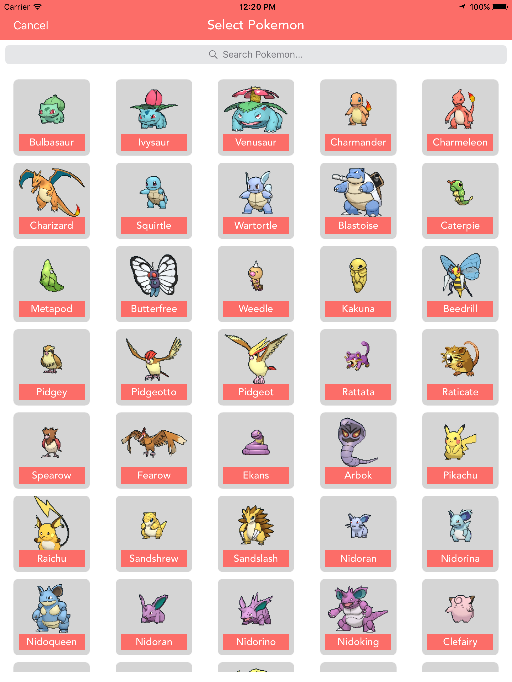 Carrier 12:20 PM 100%
Cancel Select Pokemon
Search Pokemon...
Bulbasaur Ivysaur Venusaur Charmander Charmeleon
Charizard Squirtle Wartortle Blastoise Caterpie
Metapod Butterfree Weedle Kakuna Beedrill
Pidgey Pidgeotto Pidgeot Rattata Raticate
Spearow Fearow Ekans Arbok Pikachu
Raichu Sandshrew Sandslash Nidoran Nidorina
Nidoqueen Nidoran Nidorino Nidoking Clefairy